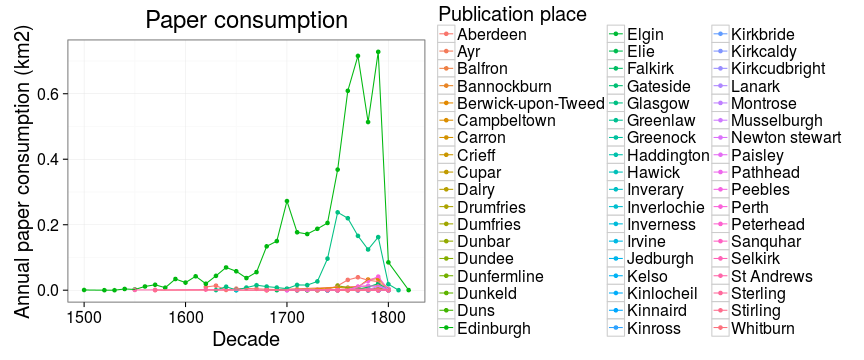 Paper consumption
Annual paper consumption (km2)
0.6
0.4
0.2
0.0
1500 1600 1700 1800
Decade
Publication place
Aberdeen
Ayr
Balfron
Bannockburn
Berwick-upon-Tweed
Campbeltown
Carron
Crieff
Cupar
Dalry
Drumfries
Dumfries
Dunbar
Dundee
Dunfermline
Dunkeld
Duns
Edinburgh
Elgin
Elie
Falkirk
Gateside
Glasgow
Greenlaw
Greenock
Haddington
Hawick
Inverary
Inverlochie
Inverness
Irvine
Jedburgh
Kelso
Kinlocheil
Kinnaird
Kinross
Kirkbride
Kirkcaldy
Kirkcudbright
Lanark
Montrose
Musselburgh
Newton stewart
Paisley
Pathhead
Peebles
Perth
Peterhead
Sanquhar
Selkirk
St Andrews
Sterling
Stirling
Whitburn